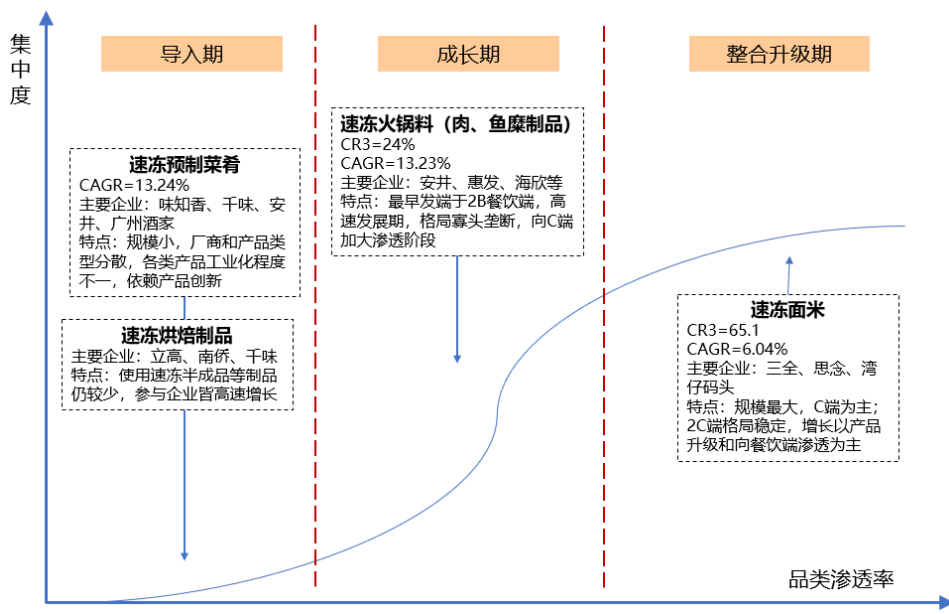 集中度
导入期
成长期
整合升级期
速冻预制菜肴
CAGR=13.24%
主要企业：味知香、千味、安
井、广州酒家
特点：规模小，厂商和产品类
型分散，各类产品工业化程度
不一，依赖产品创新
速冻烘焙制品
主要企业：立高、南侨、千味
特点：使用速冻半成品等制品
仍较少，参与企业皆高速增长
速冻火锅料（肉、鱼糜制品）
CR3=24%
CAGR=13.23%
主要企业：安井、惠发、海欣等
特点：最早发端于2B餐饮端，高
速发展期，格局寡头垄断，向C端
加大渗透阶段
速冻面米
CR3=65.1
CAGR=6.04%
主要企业：三全、思念、湾
仔码头
特点：规模最大，C端为主；
2C端格局稳定，增长以产品
升级和向餐饮端渗透为主
品类渗透率